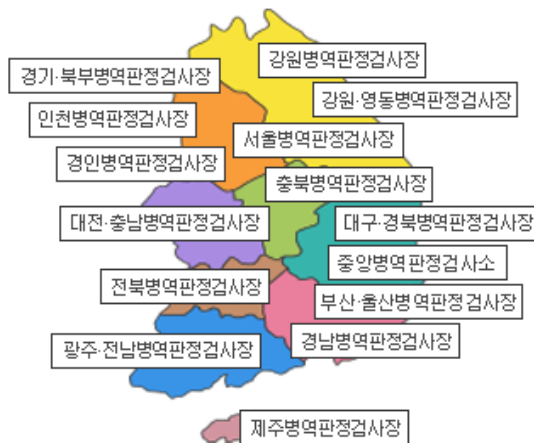 강원병역판정검사장
경기·북부병역판정검사장
강원·영동병역판정검사장
인천병역판정검사장
서울병역판정검사장
경인병역판정검사장
충북병역판정검사장
대전·충남병역판정검사장
대구·경북병역판정검사장
중앙병역판정검사소
전북병역판정검사장
부산·울산병역판정검사장
경남병역판정검사장
광주·전남병역판정검사장
제주병역판정검사장